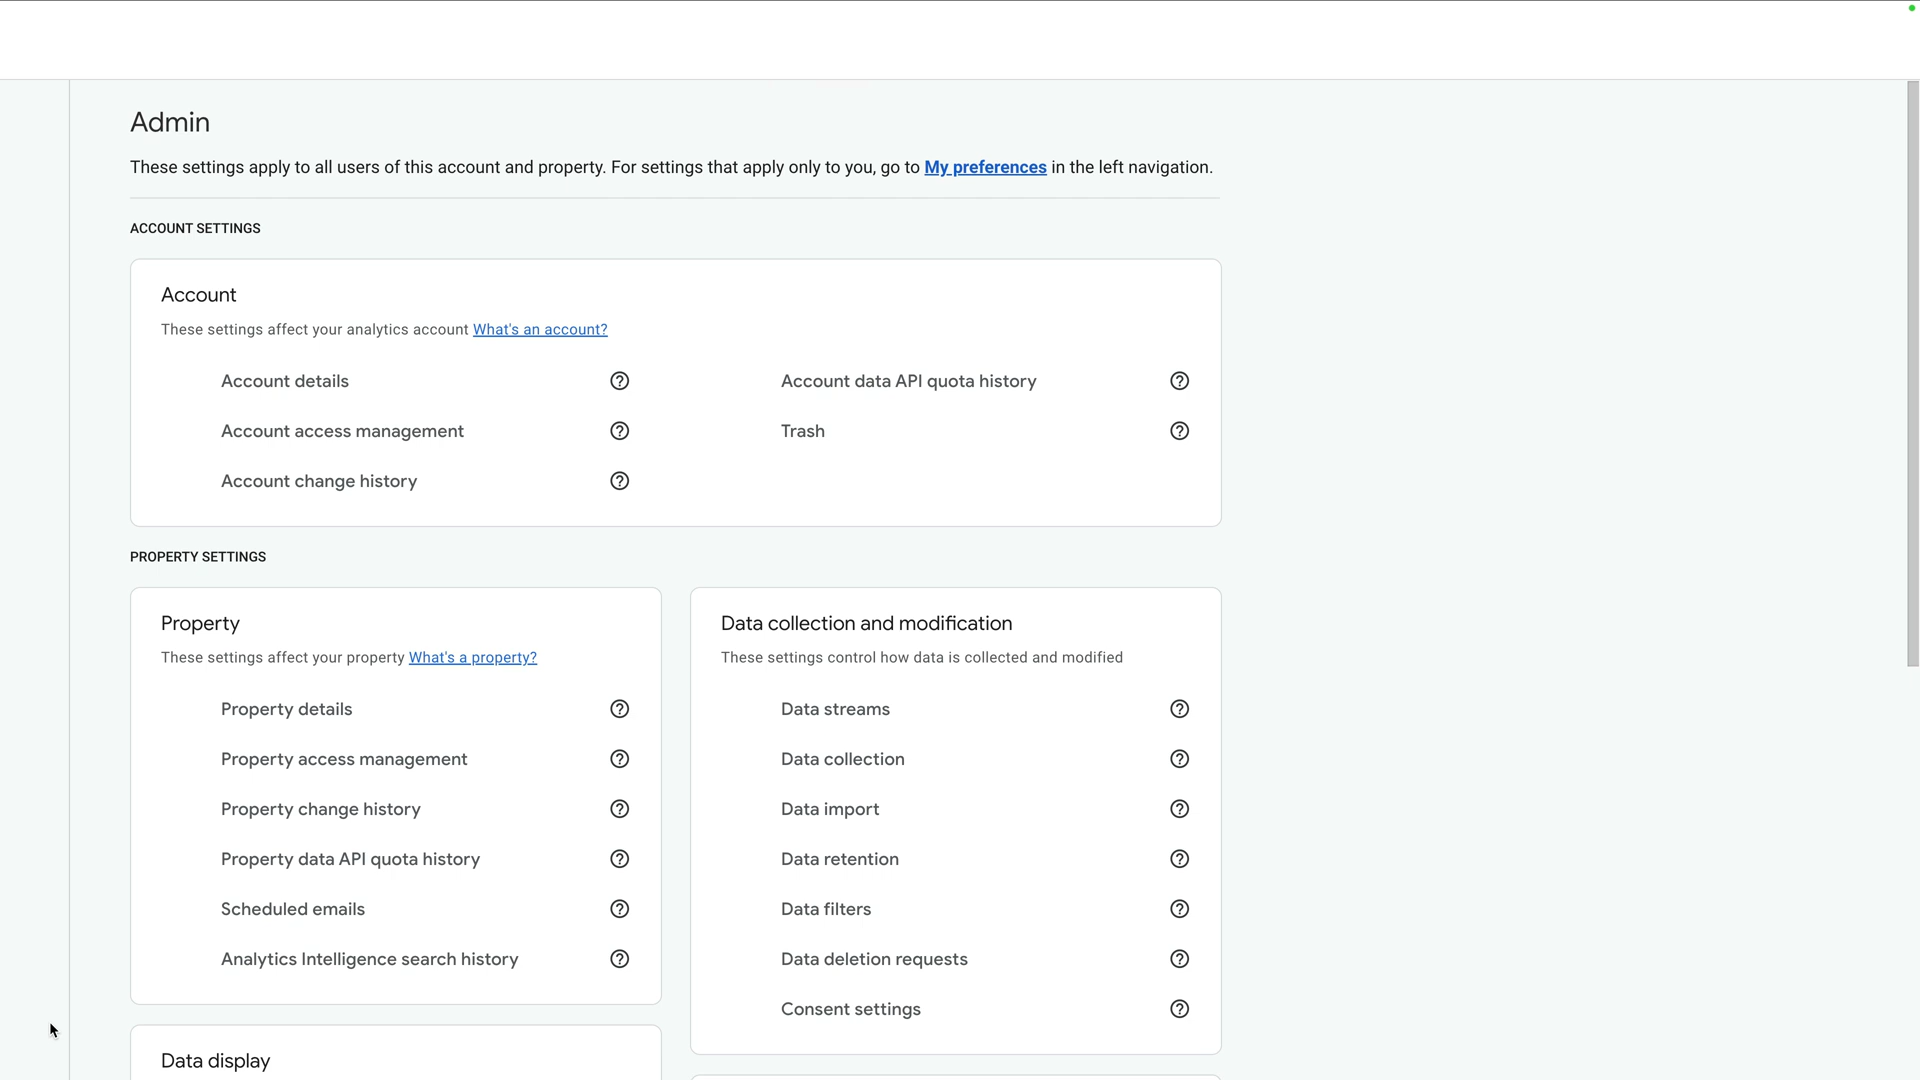 Admin
These settings apply to all users of this account and property. For settings that apply only to you, go to My preferences in the left navigation.
ACCOUNT SETTINGS
Account
These settings affect your analytics account What's an account?
Account details
Account data API quota history
Account access management
Trash
Account change history
PROPERTY SETTINGS
Property
These settings affect your property What's a property?
Property details
Property access management
Property change history
Property data API quota history
Scheduled emails
Analytics Intelligence search history
Data collection and modification
These settings control how data is collected and modified
Data streams
Data collection
Data import
Data retention
Data filters
Data deletion requests
Consent settings
Data display